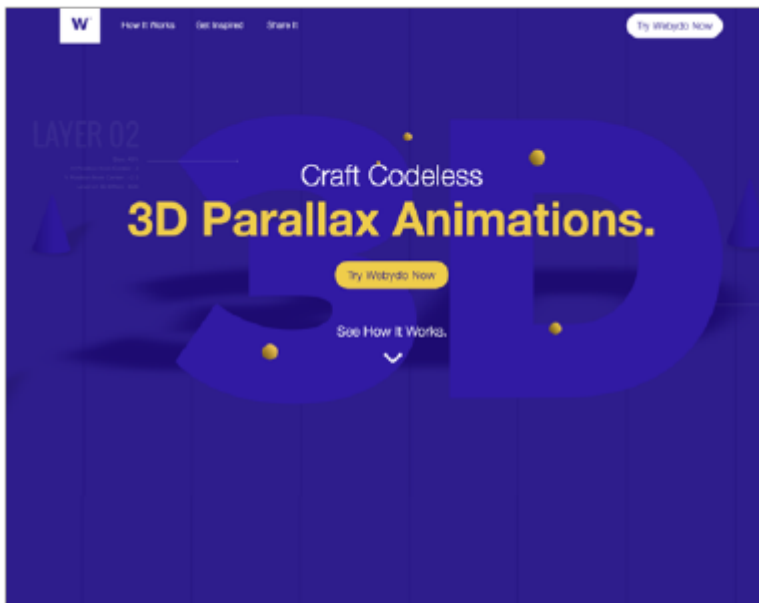 W
How It Works Get Inspired Share It
Try Webydo Now
LAYER 02
3D
Craft Codeless
3D Parallax Animations.
Try Webydo Now
See How It Works.